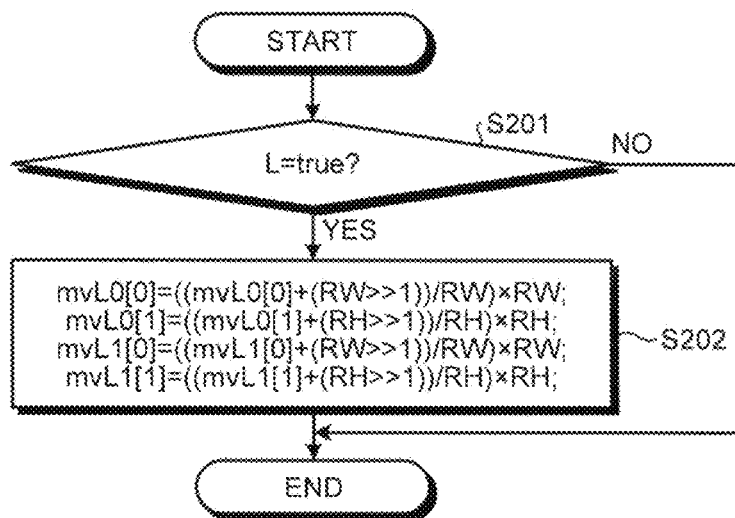 START
S201
L=true?
NO
YES
mvL0[0]=((mvL0[0]+(RW>>1))/RW)×RW;
mvL0[1]=((mvL0[1]+(RH>>1))/RH)×RH;
mvL1[0]=((mvL1[0]+(RW>>1))/RW)×RW;
mvL1[1]=((mvL1[1]+(RH>>1))/RH)×RH;
S202
END